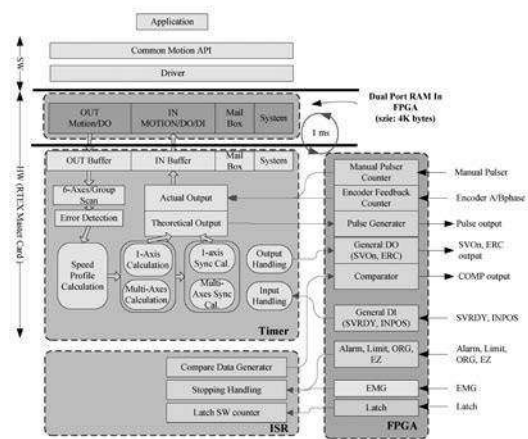 Application
Common Motion API
Driver
SW
HW (RTEX Master Card )
OUT
Motion/DO
IN
MOTION/DO/DI
Mail
Box
System
Dual Port RAM In
FPGA
(szie: 4K bytes)
1 ms
OUT Buffer
IN Buffer
Mail
Box
System
6-Axes/Group
Scan
Error Detection
Speed
Profile
Calculation
Actual Output
Theoretical Output
1-Axis
Calculation
Multi-Axes
Calculation
1-axis
Sync Cal.
Multi-
Axes Sync
Cal.
Output
Handling
Input
Handling
Timer
Compare Data Generator
Stopping Handling
Latch SW counter
ISR
Manual Pulser
Counter
Encoder Feedback
Counter
Pulse Generator
General DO
(SVOn, ERC)
Comparator
General DI
(SVRDY, INPOS)
Alarm, Limit, ORG,
EZ
EMG
Latch
FPGA
Manual Pulser
Encoder A/Bphase
Pulse output
SVOn, ERC
output
COMP output
SVRDY, INPOS
Alarm, Limit,
ORG, EZ
EMG
Latch